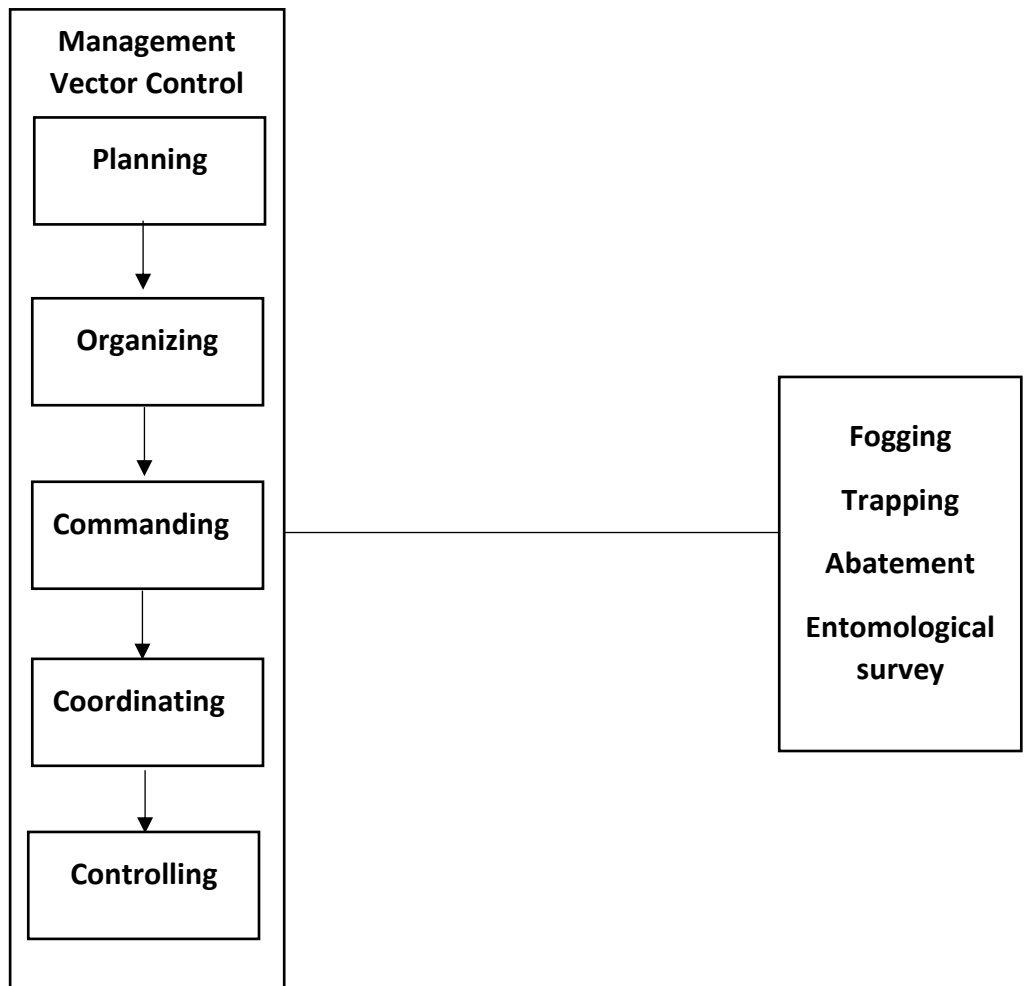 Management
Vector Control
Planning
Organizing
Commanding
Coordinating
Controlling
Fogging
Trapping
Abatement
Entomological
survey